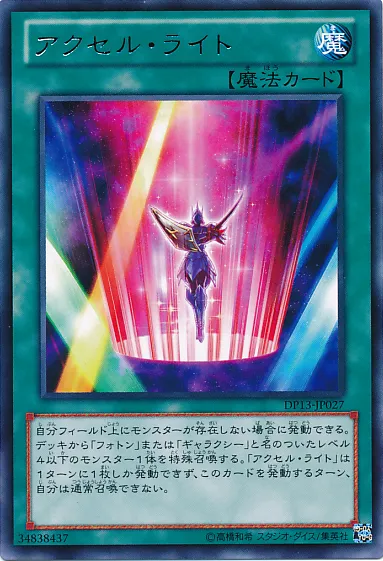 アクセル・ライト
魔
【魔法カード】
DP13-JP027
自分フィールド上にモンスターが存在しない場合に発動できる。
デッキから「フォトン」または「ギャラクシー」と名のついたレベル
4以下のモンスター1体を特殊召喚する。「アクセル・ライト」は
1ターンに1枚しか発動できず、このカードを発動するターン、
自分は通常召喚できない。
34838437
©高橋和希 スタジオ・ダイス/集英社